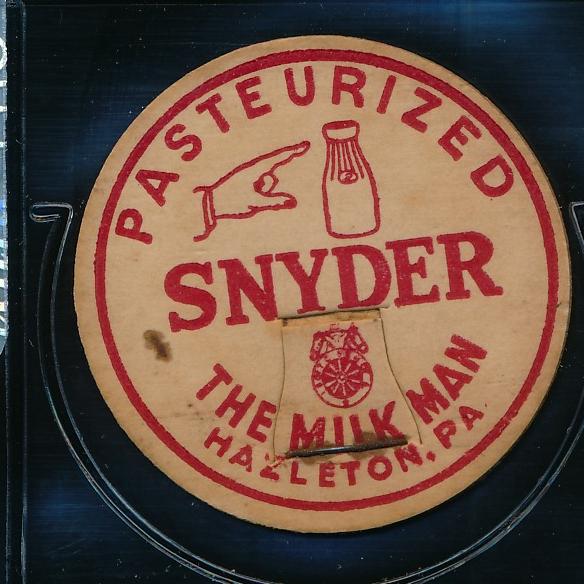 PASTEURIZED
SNYDER
THE MILK MAN
HAZLETON, PA.